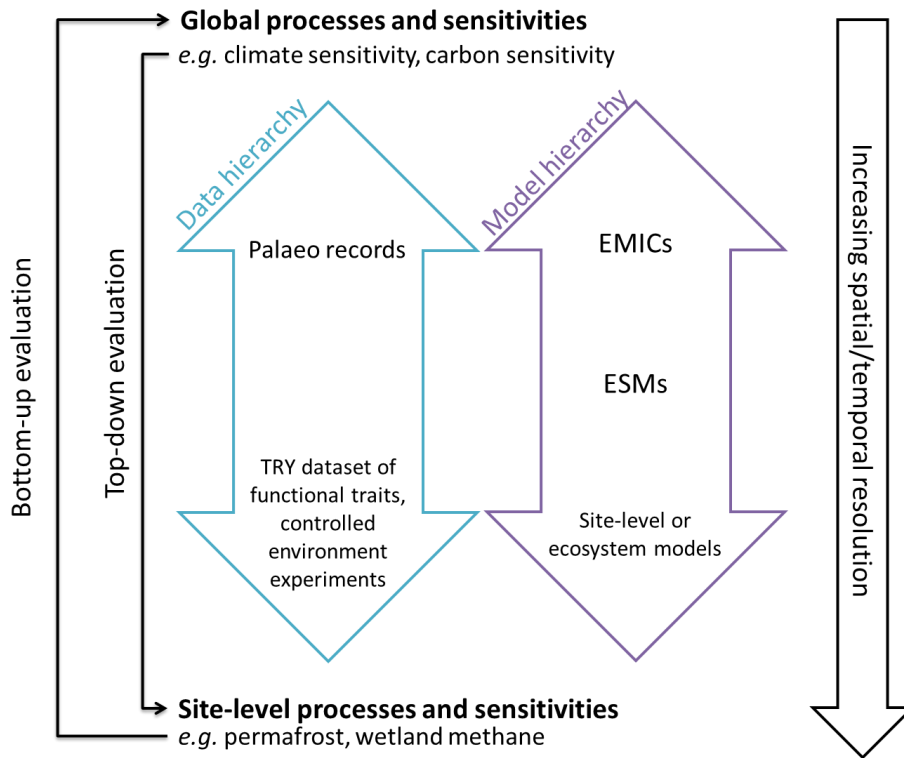 Global processes and sensitivities
e.g. climate sensitivity, carbon sensitivity
Bottom-up evaluation
Top-down evaluation
Data hierarchy
Palaeo records
TRY dataset of
functional traits,
controlled
environment
experiments
Model hierarchy
EMICs
ESMs
Site-level or
ecosystem models
Increasing spatial/temporal resolution
Site-level processes and sensitivities
e.g. permafrost, wetland methane